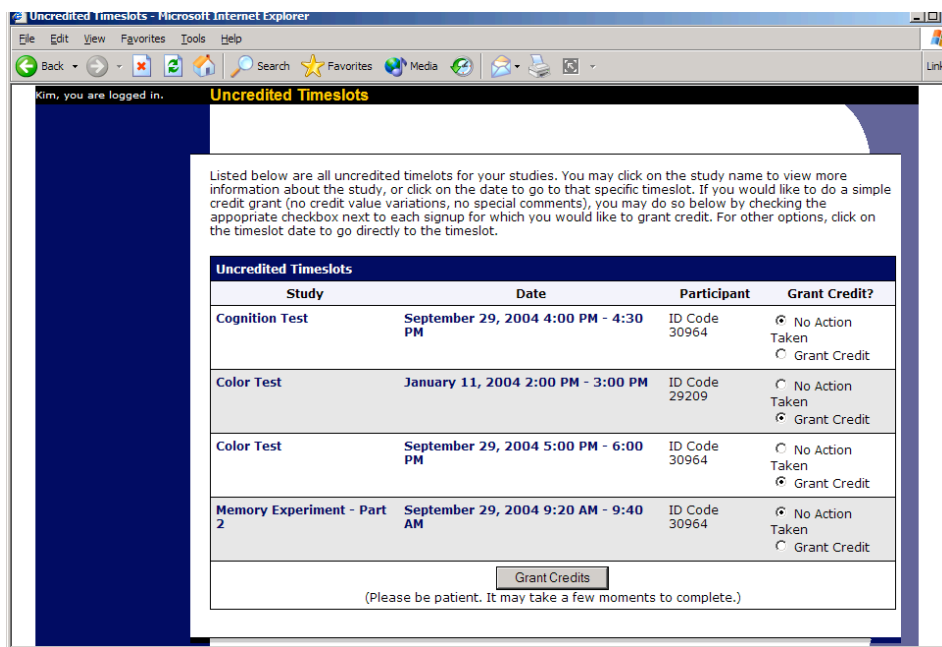 Uncredited Timeslots - Microsoft Internet Explorer
File Edit View Favorites Tools Help
Back Search Favorites Media
Kim, you are logged in.
Uncredited Timeslots
Listed below are all uncredited timelots for your studies. You may click on the study name to view more
information about the study, or click on the date to go to that specific timeslot. If you would like to do a simple
credit grant (no credit value variations, no special comments), you may do so below by checking the
appopriate checkbox next to each signup for which you would like to grant credit. For other options, click on
the timeslot date to go directly to the timeslot.
Uncredited Timeslots
Study Date Participant Grant Credit?
Cognition Test September 29, 2004 4:00 PM - 4:30 ID Code No Action
PM 30964 Taken
Grant Credit
Color Test January 11, 2004 2:00 PM - 3:00 PM ID Code No Action
29209 Taken
Grant Credit
Color Test September 29, 2004 5:00 PM - 6:00 ID Code No Action
PM 30964 Taken
Grant Credit
Memory Experiment - Part September 29, 2004 9:20 AM - 9:40 ID Code No Action
2 AM 30964 Taken
Grant Credit
Grant Credits
(Please be patient. It may take a few moments to complete.)